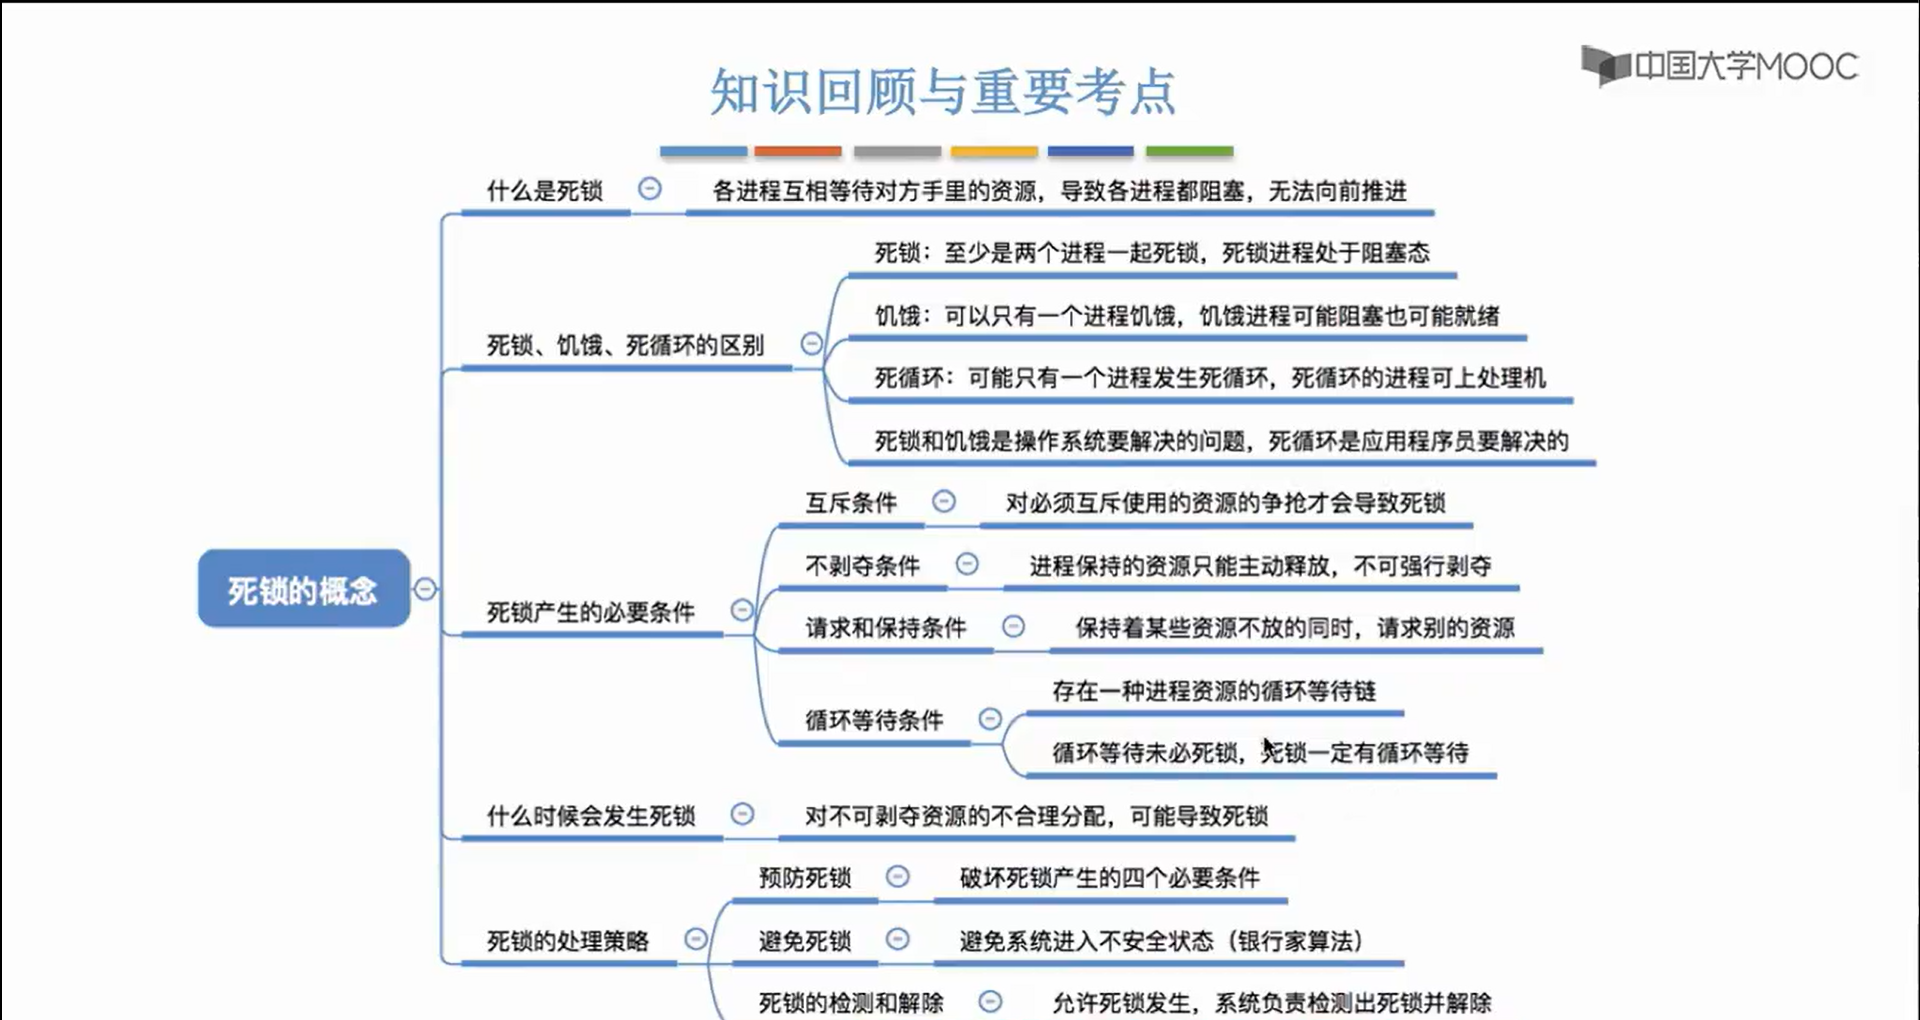 中国大学MOOC
知识回顾与重要考点
什么是死锁
各进程互相等待对方手里的资源，导致各进程都阻塞，无法向前推进
死锁、饥饿、死循环的区别
死锁：至少是两个进程一起死锁，死锁进程处于阻塞态
饥饿：可以只有一个进程饥饿，饥饿进程可能阻塞也可能就绪
死循环：可能只有一个进程发生死循环，死循环的进程可上处理机
死锁和饥饿是操作系统要解决的问题，死循环是应用程序员要解决的
死锁的概念
死锁产生的必要条件
互斥条件
对必须互斥使用的资源的争抢才会导致死锁
不剥夺条件
进程保持的资源只能主动释放，不可强行剥夺
请求和保持条件
保持着某些资源不放的同时，请求别的资源
循环等待条件
存在一种进程资源的循环等待链
循环等待未必死锁，死锁一定有循环等待
什么时候会发生死锁
对不可剥夺资源的不合理分配，可能导致死锁
死锁的处理策略
预防死锁
破坏死锁产生的四个必要条件
避免死锁
避免系统进入不安全状态（银行家算法）
死锁的检测和解除
允许死锁发生，系统负责检测出死锁并解除